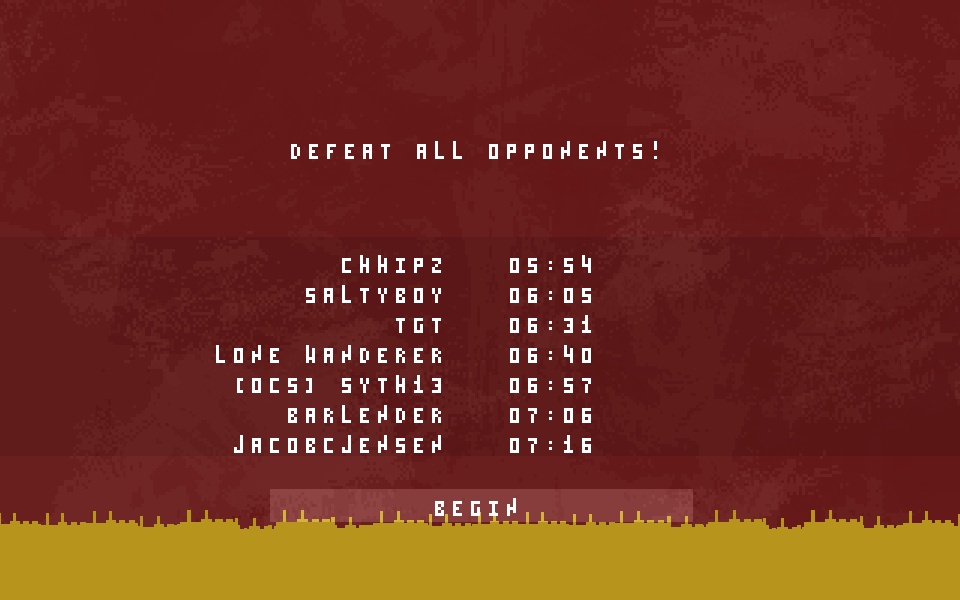 DEFEAT ALL OPPONENTS!
CHHIPZ 05:54
SALTYBOY 06:05
TGT 06:31
LONE WANDERER 06:40
[OCS] SYTH13 06:57
BARLENDER 07:06
JACOBCJENSEN 07:16
BEGIN